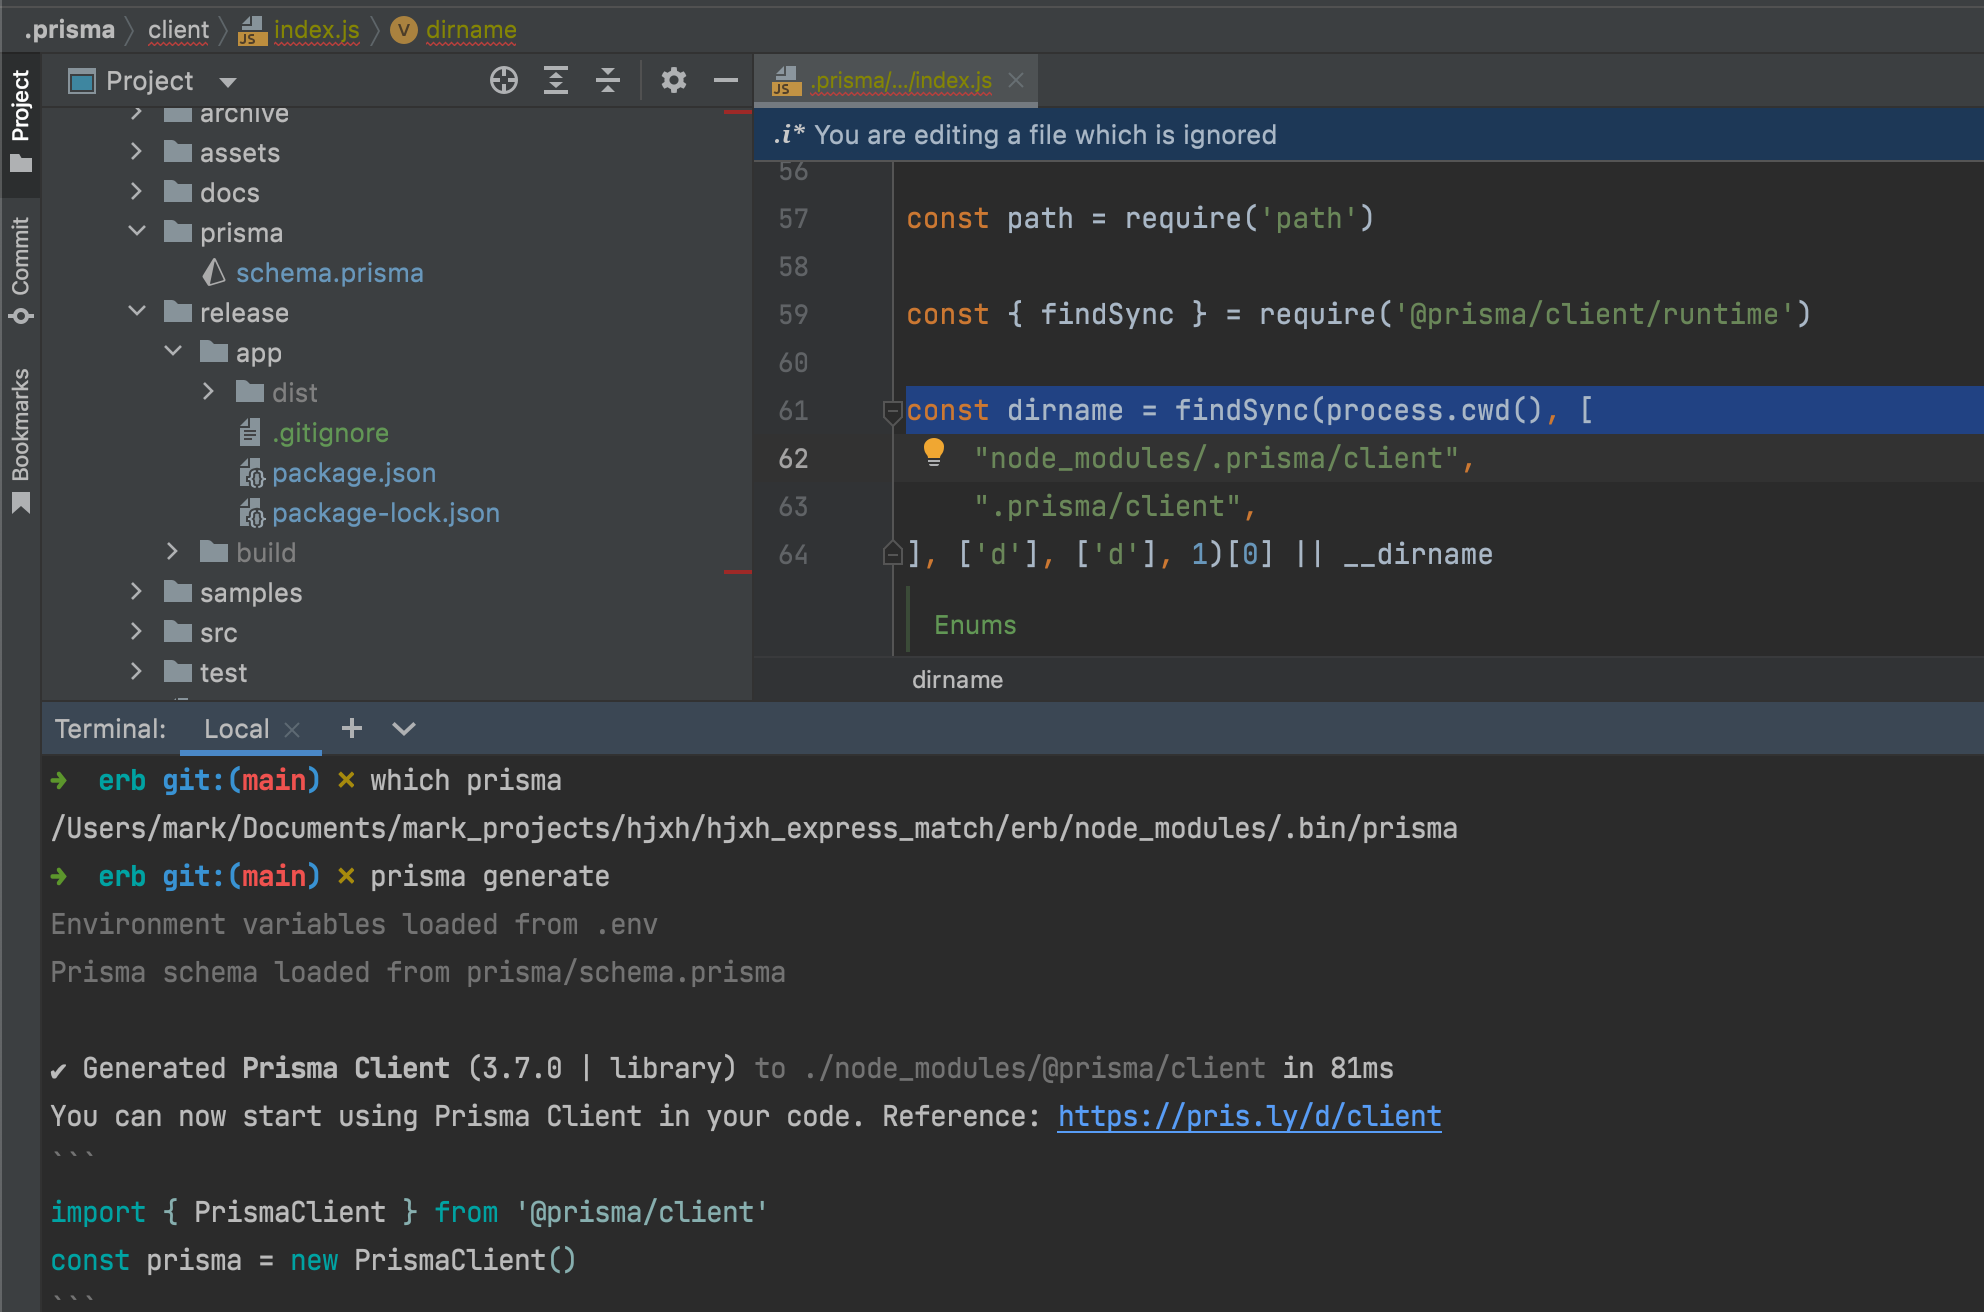 .prisma client index.js dirname
Project
Commit
Bookmarks
Project
archive
assets
docs
prisma
schema.prisma
release
app
dist
.gitignore
package.json
package-lock.json
build
samples
src
test
.prisma/.../index.js
.i* You are editing a file which is ignored
56
57 const path = require('path')
58
59 const { findSync } = require('@prisma/client/runtime')
60
61 const dirname = findSync(process.cwd(), [
62 "node_modules/.prisma/client",
63 ".prisma/client",
64 ], ['d'], ['d'], 1)[0] || __dirname
Enums
dirname
Terminal: Local
➜ erb git:(main) ✗ which prisma
/Users/mark/Documents/mark_projects/hjxh/hjxh_express_match/erb/node_modules/.bin/prisma
➜ erb git:(main) ✗ prisma generate
Environment variables loaded from .env
Prisma schema loaded from prisma/schema.prisma
✔ Generated Prisma Client (3.7.0 | library) to ./node_modules/@prisma/client in 81ms
You can now start using Prisma Client in your code. Reference: https://pris.ly/d/client
```
import { PrismaClient } from '@prisma/client'
const prisma = new PrismaClient()
```